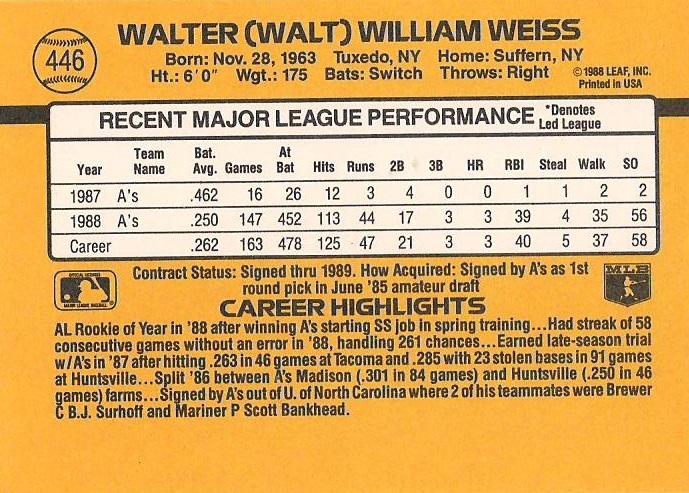 446
WALTER (WALT) WILLIAM WEISS
Born: Nov. 28, 1963 Tuxedo, NY Home: Suffern, NY
Ht.: 6'0" Wgt.: 175 Bats: Switch Throws: Right
©1988 LEAF, INC.
Printed in USA
RECENT MAJOR LEAGUE PERFORMANCE *Denotes Led League
Year Team Name Bat. Avg. Games At Bat Hits Runs 2B 3B HR RBI Steal Walk SO
1987 A's .462 16 26 12 3 4 0 0 1 1 2 2
1988 A's .250 147 452 113 44 17 3 3 39 4 35 56
Career .262 163 478 125 47 21 3 3 40 5 37 58
OFFICIAL LICENSEE
MAJOR LEAGUE BASEBALL
Contract Status: Signed thru 1989. How Acquired: Signed by A's as 1st
round pick in June '85 amateur draft
MLB
CAREER HIGHLIGHTS
AL Rookie of Year in '88 after winning A's starting SS job in spring training...Had streak of 58
consecutive games without an error in '88, handling 261 chances...Earned late-season trial
w/A's in '87 after hitting .263 in 46 games at Tacoma and .285 with 23 stolen bases in 91 games
at Huntsville...Split '86 between A's Madison (.301 in 84 games) and Huntsville (.250 in 46
games) farms...Signed by A's out of U. of North Carolina where 2 of his teammates were Brewer
C B.J. Surhoff and Mariner P Scott Bankhead.